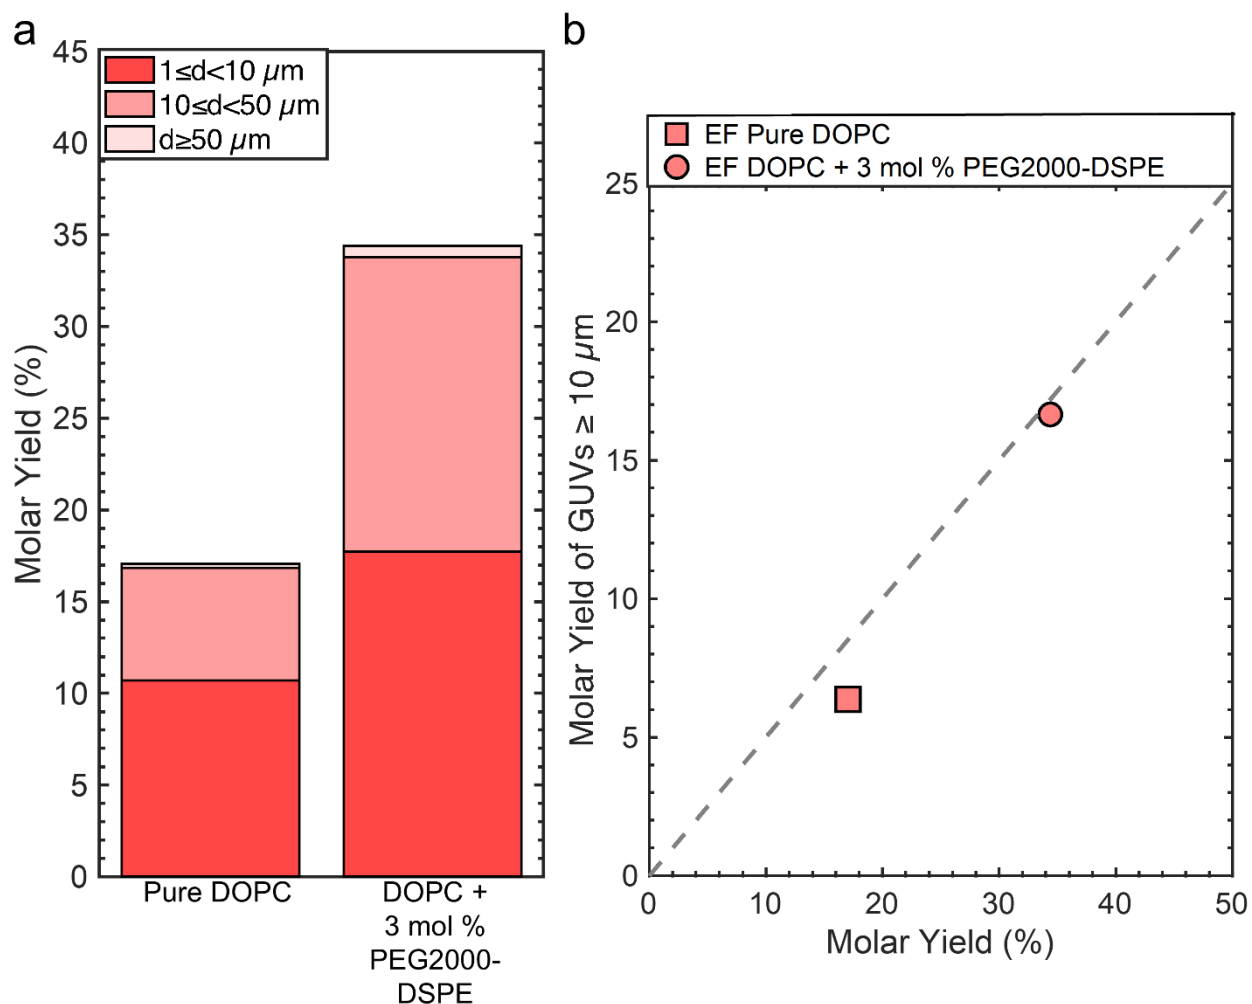 a
45
40
35
30
25
20
15
10
5
0
Molar Yield (%)
1≤d<10 µm
10≤d<50 µm
d≥50 µm
Pure DOPC
DOPC +
3 mol %
PEG2000-
DSPE
b
EF Pure DOPC
EF DOPC + 3 mol % PEG2000-DSPE
25
20
15
10
5
0
Molar Yield of GUVs ≥ 10 µm
0 10 20 30 40 50
Molar Yield (%)